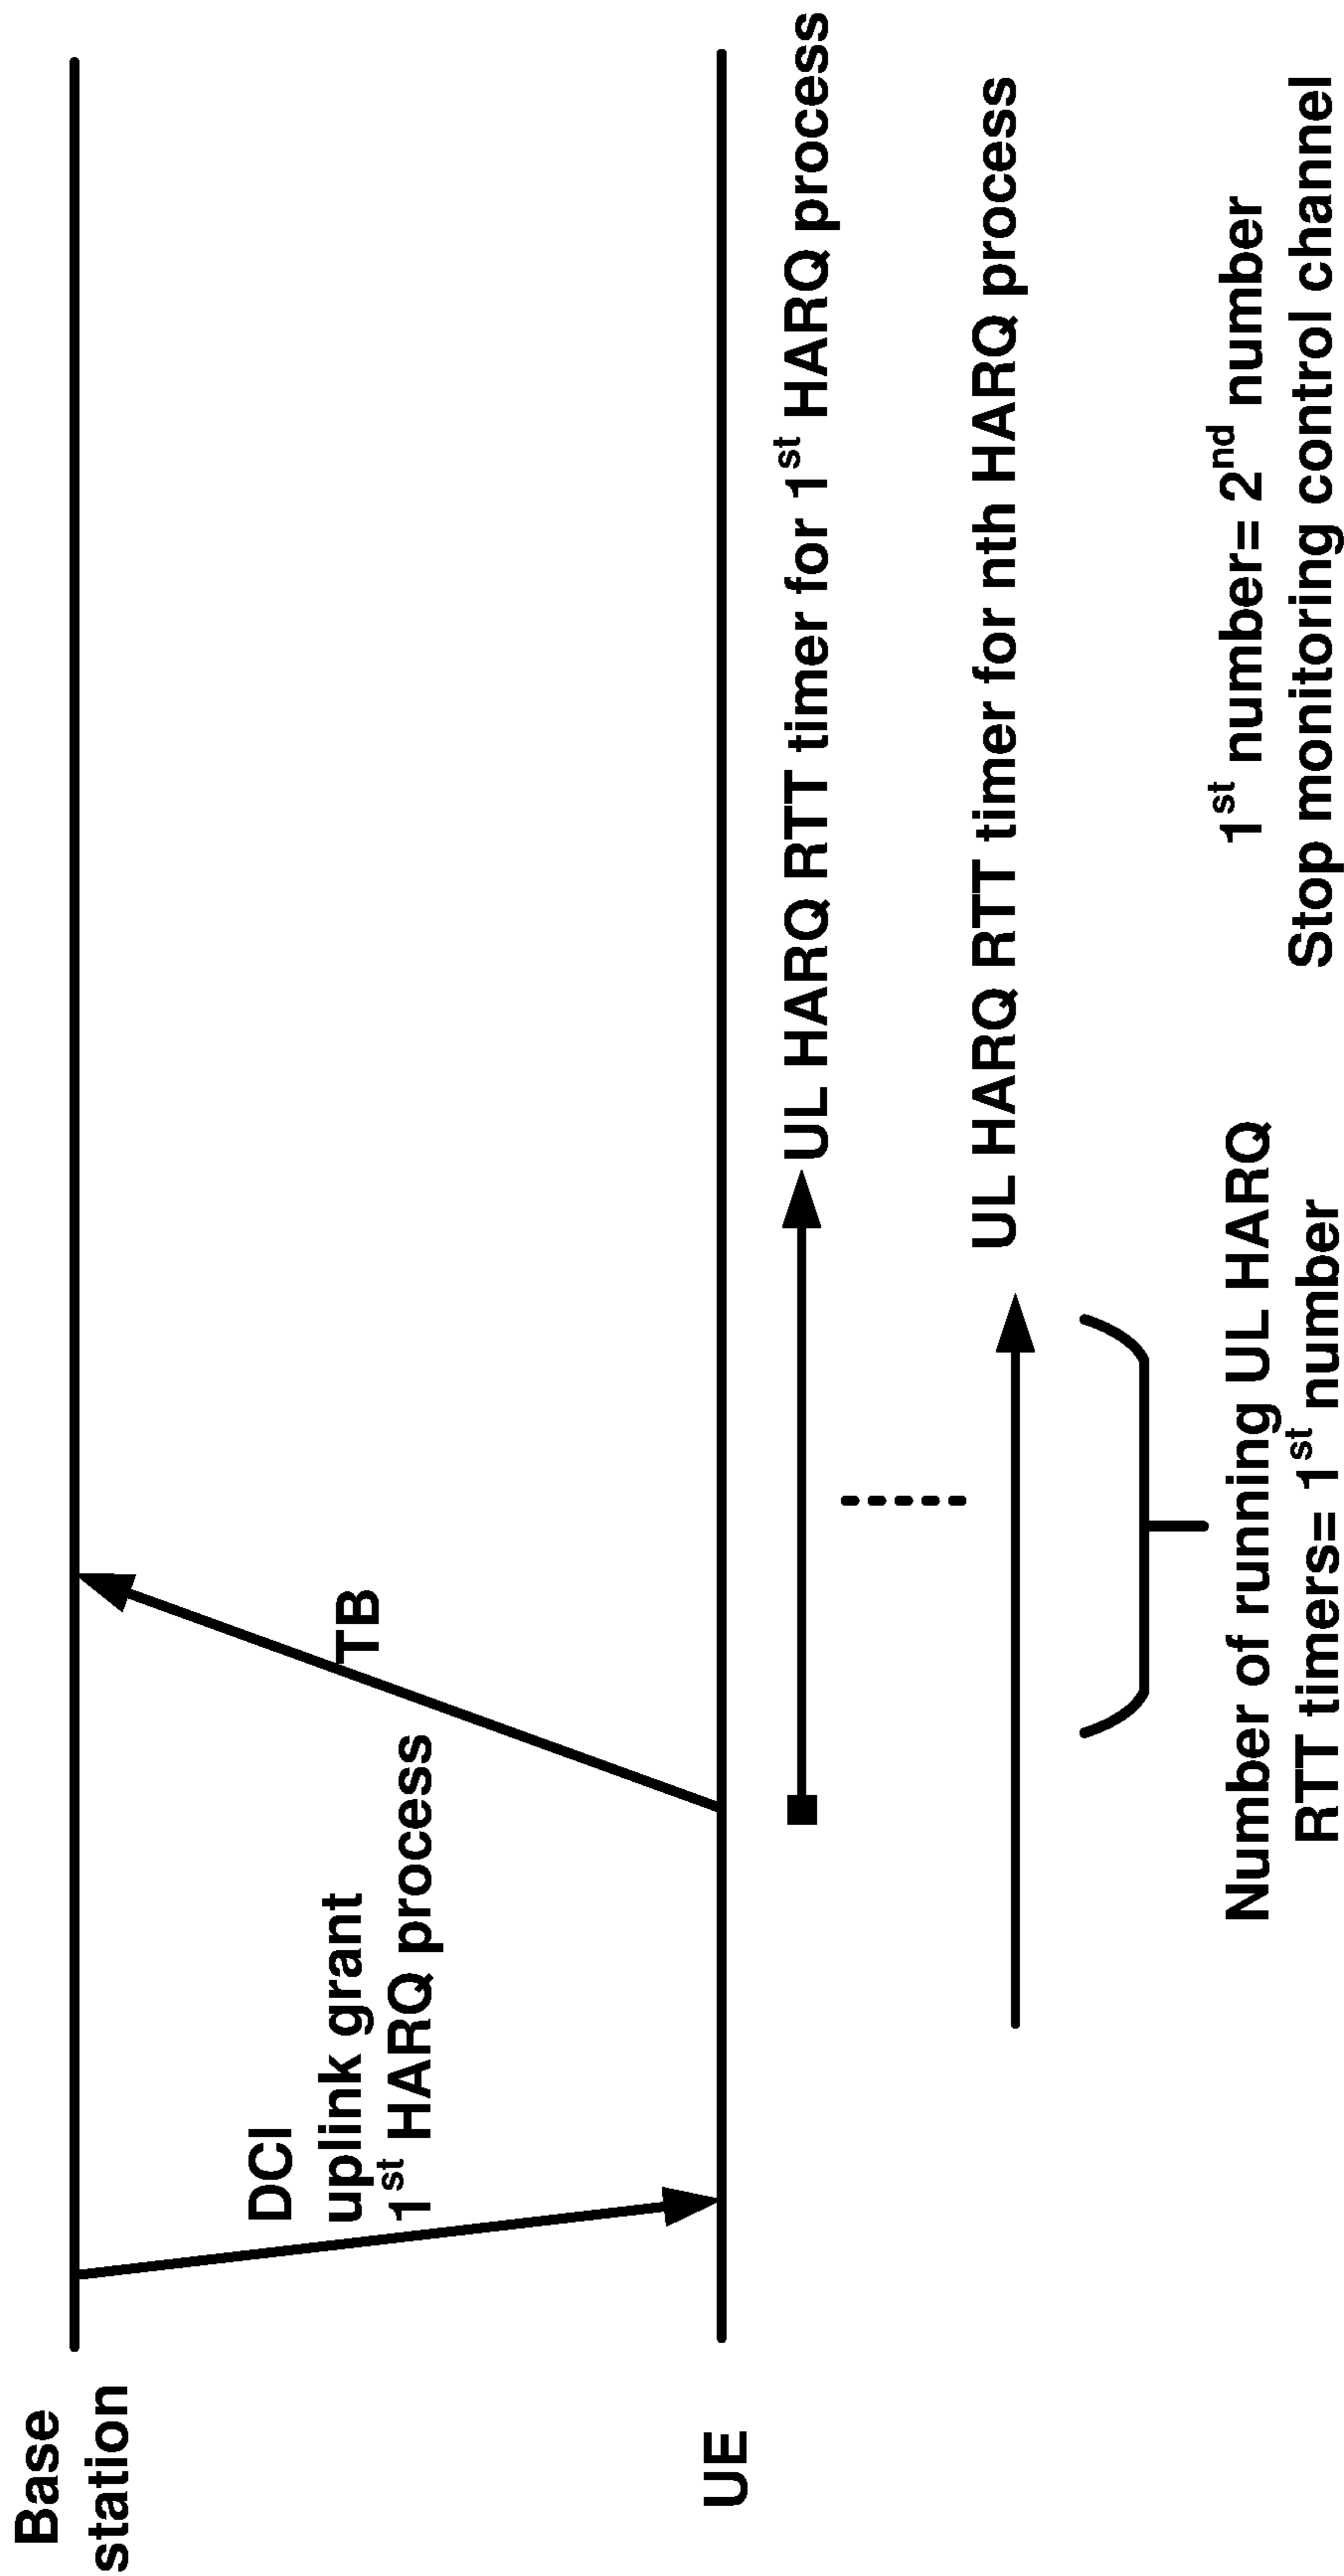 Base
station
DCI
uplink grant
1st HARQ process
TB
UE
UL HARQ RTT timer for 1st HARQ process
UL HARQ RTT timer for nth HARQ process
Number of running UL HARQ
RTT timers= 1st number
1st number= 2nd number
Stop monitoring control channel